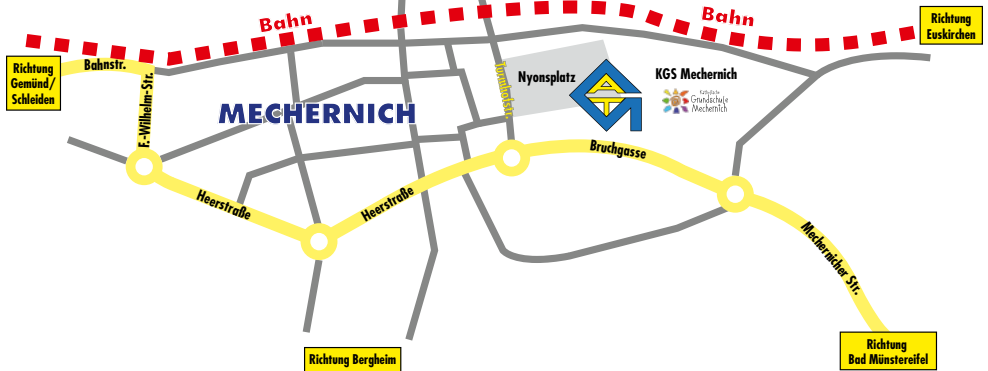 Bahn
Bahn
Richtung
Euskirchen
Richtung
Gemünd/
Schleiden
Bahnstr.
F.-Wilhelm-Str.
MECHERNICH
Turmhofstr.
Nyonsplatz
KGS Mechernich
Katholische
Grundschule
Mechernich
Bruchgasse
Heerstraße
Heerstraße
Mechernicher Str.
Richtung Bergheim
Richtung
Bad Münstereifel